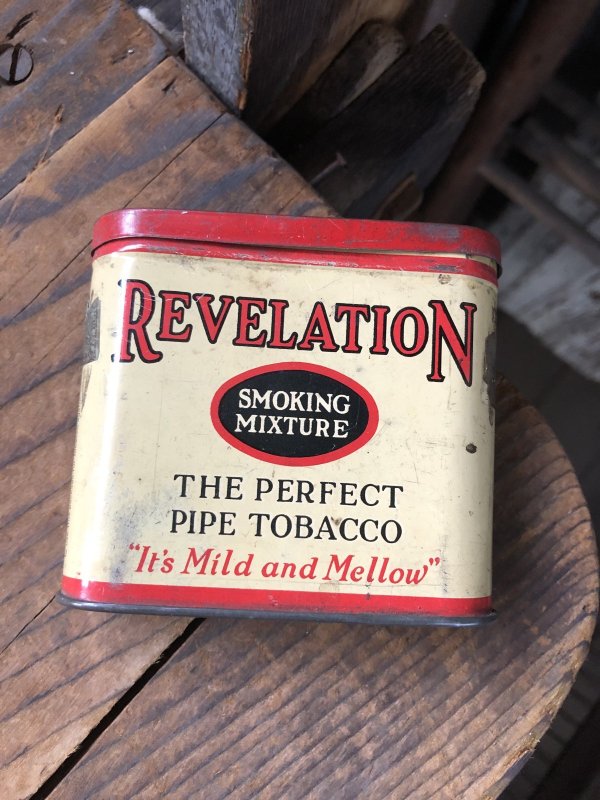 REVELATION
SMOKING
MIXTURE
THE PERFECT
PIPE TOBACCO
"It's Mild and Mellow"